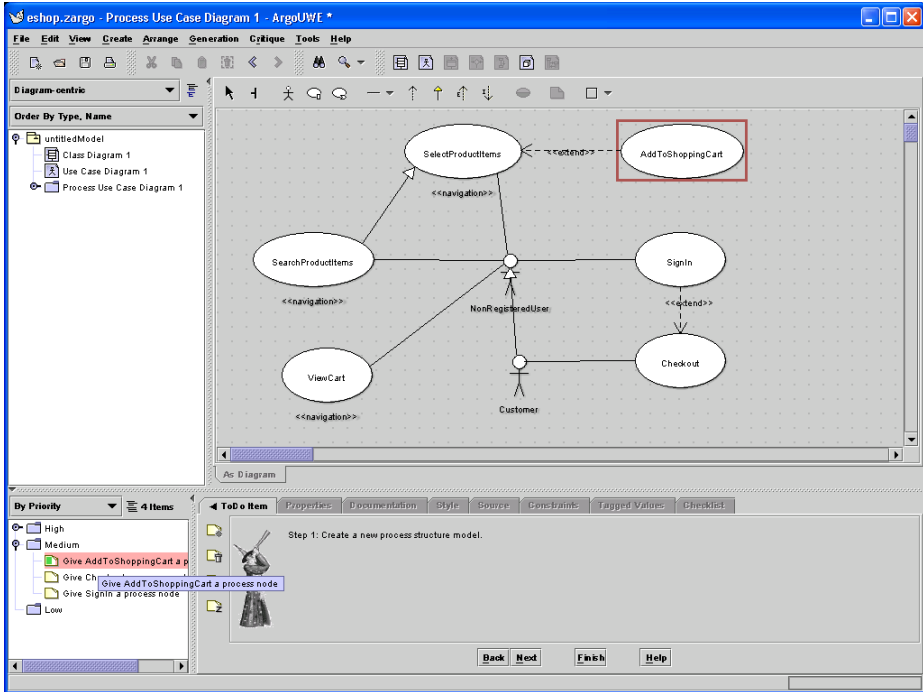 eshop.zargo - Process Use Case Diagram 1 - ArgoUWE *
File Edit View Create Arrange Generation Critique Tools Help
Diagram-centric
Order By Type, Name
untitledModel
Class Diagram 1
Use Case Diagram 1
Process Use Case Diagram 1
SelectProductItems
<<extend>>
AddToShoppingCart
<<navigation>>
SearchProductItems
SignIn
<<navigation>>
NonRegisteredUser
<<extend>>
ViewCart
Checkout
<<navigation>>
Customer
As Diagram
By Priority
4 Items
ToDo Item Properties Documentation Style Source Constraints Tagged Values Checklist
High
Medium
Give AddToShoppingCart a p
Give Ch
Give AddToShoppingCart a process node
Give SignIn a process node
Low
Step 1: Create a new process structure model.
Back Next Finish Help